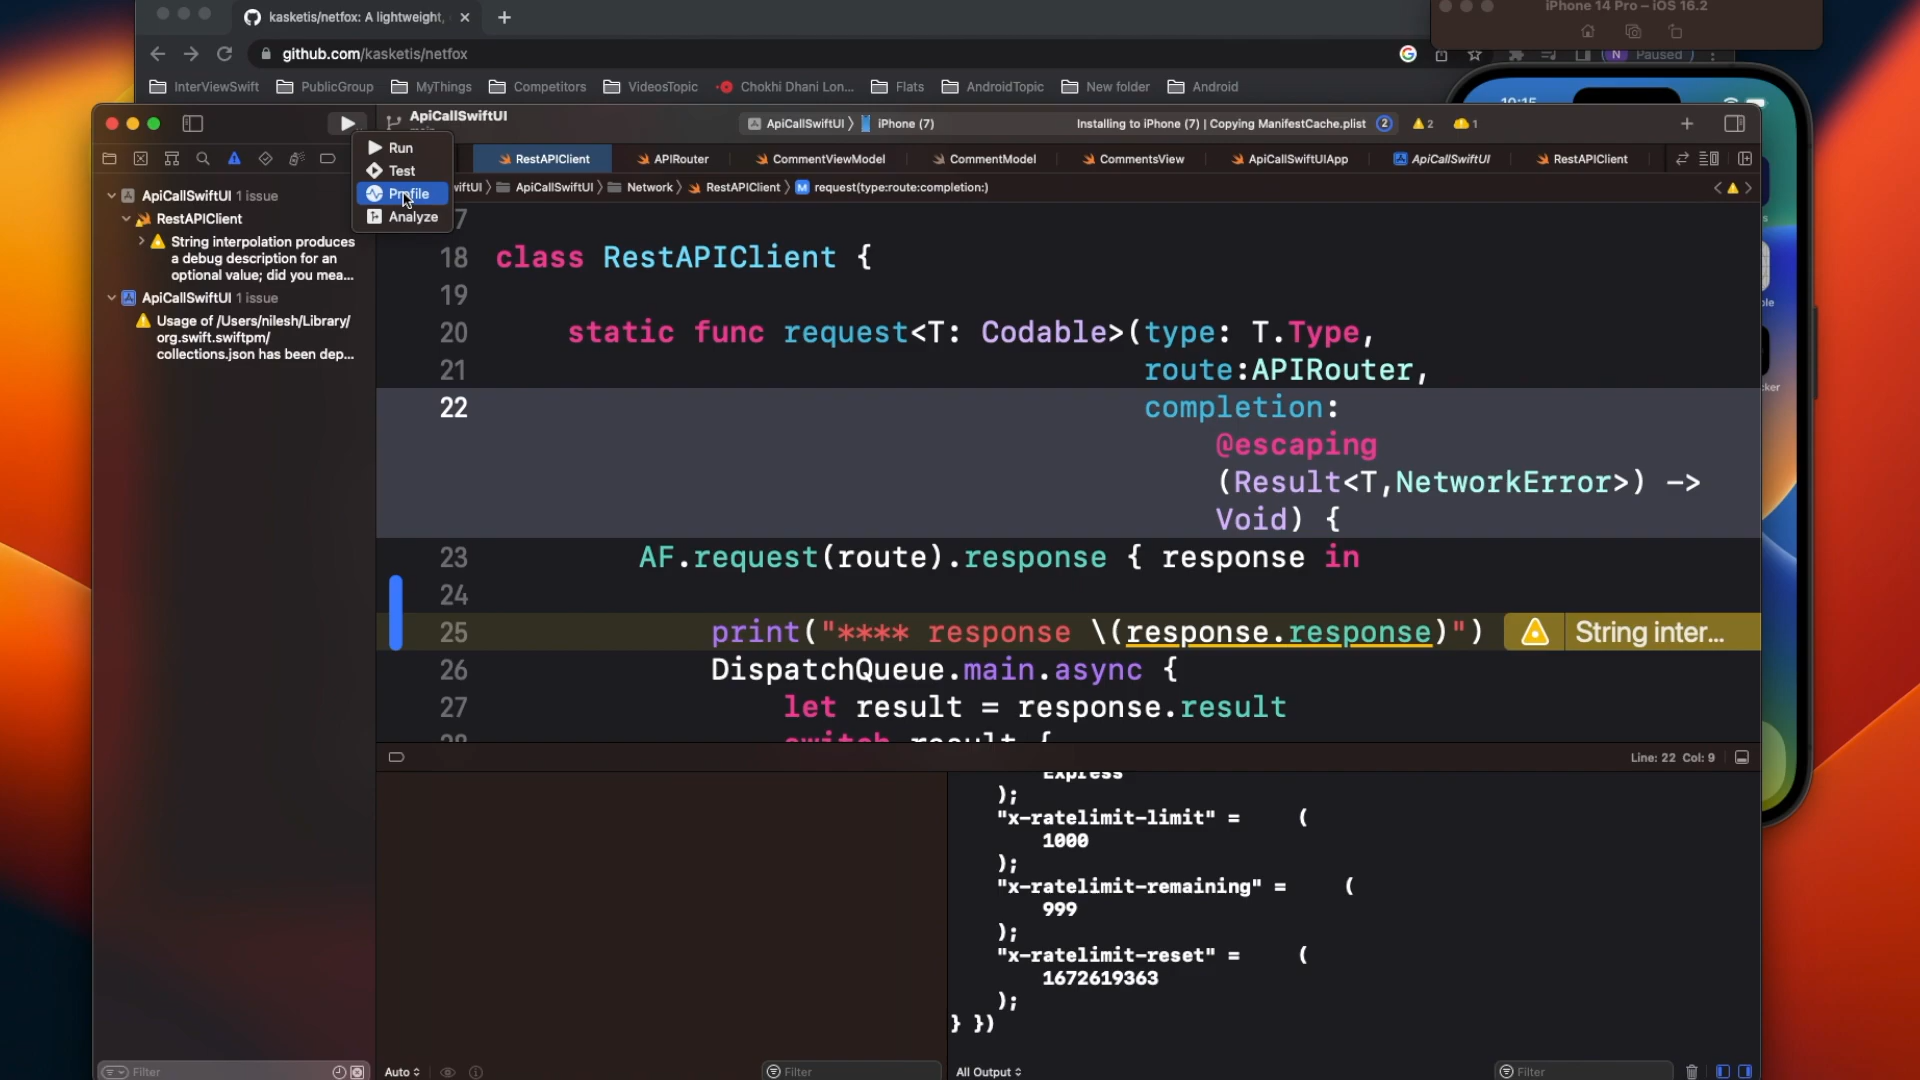 iPhone 14 Pro – iOS 16.2
kasketis/netfox: A lightweight,
github.com/kasketis/netfox
N Paused
InterViewSwift
PublicGroup
MyThings
Competitors
VideosTopic
Chokhi Dhani Lon...
Flats
AndroidTopic
New folder
Android
ApiCallSwiftUI
ApiCallSwiftUI
iPhone (7)
Installing to iPhone (7) | Copying ManifestCache.plist
2
2
1
Run
Test
Profile
Analyze
RestAPIClient
APIRouter
CommentViewModel
CommentModel
CommentsView
ApiCallSwiftUIApp
ApiCallSwiftUI
RestAPIClient
wiftUI
ApiCallSwiftUI
Network
RestAPIClient
M request(type:route:completion:)
ApiCallSwiftUI 1 issue
RestAPIClient
String interpolation produces
a debug description for an
optional value; did you mea...
ApiCallSwiftUI 1 issue
Usage of /Users/nilesh/Library/
org.swift.swiftpm/
collections.json has been dep...
7
18 class RestAPIClient {
19
20 static func request<T: Codable>(type: T.Type,
21 route:APIRouter,
22 completion:
@escaping
(Result<T,NetworkError>) ->
Void) {
23 AF.request(route).response { response in
24
25 print("**** response \(response.response)") String inter...
26 DispatchQueue.main.async {
27 let result = response.result
28 switch result {
Line: 22 Col: 9
Express
);
"x-ratelimit-limit" = (
1000
);
"x-ratelimit-remaining" = (
999
);
"x-ratelimit-reset" = (
1672619363
);
} })
Filter
Auto
Filter
All Output
Filter